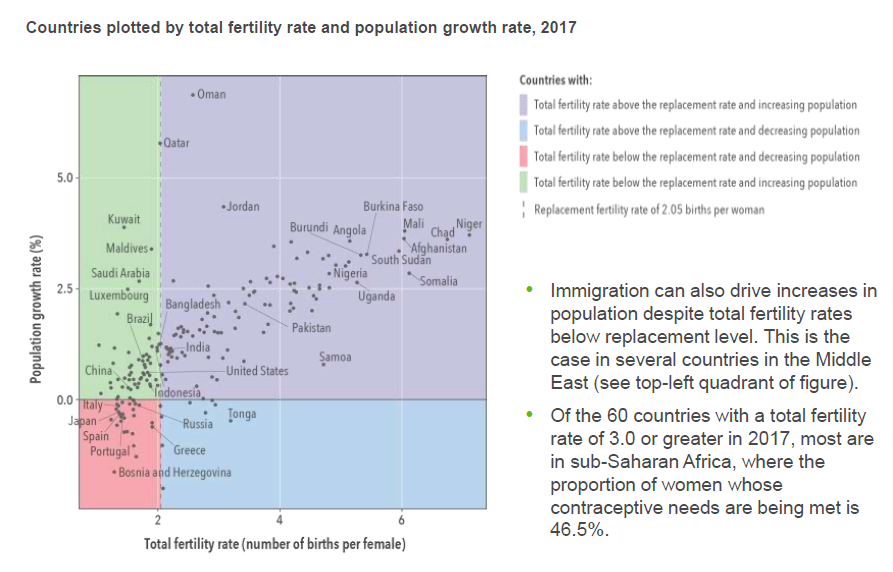 Countries plotted by total fertility rate and population growth rate, 2017
Oman
Qatar
5.0
Jordan
Burkina Faso
Kuwait
Mali
Niger
Burundi
Angola
Chad
Maldives
Afghanistan
South Sudan
Saudi Arabia
Nigeria
Somalia
2.5
Luxembourg
Uganda
Bangladesh
Brazil
Pakistan
India
Samoa
China
United States
Indonesia
0.0
Italy
Tonga
Japan
Russia
Spain
Portugal
Greece
Bosnia and Herzegovina
2
4
6
Population growth rate (%)
Total fertility rate (number of births per female)
Countries with:
Total fertility rate above the replacement rate and increasing population
Total fertility rate above the replacement rate and decreasing population
Total fertility rate below the replacement rate and decreasing population
Total fertility rate below the replacement rate and increasing population
Replacement fertility rate of 2.05 births per woman
• Immigration can also drive increases in
population despite total fertility rates
below replacement level. This is the
case in several countries in the Middle
East (see top-left quadrant of figure).
• Of the 60 countries with a total fertility
rate of 3.0 or greater in 2017, most are
in sub-Saharan Africa, where the
proportion of women whose
contraceptive needs are being met is
46.5%.